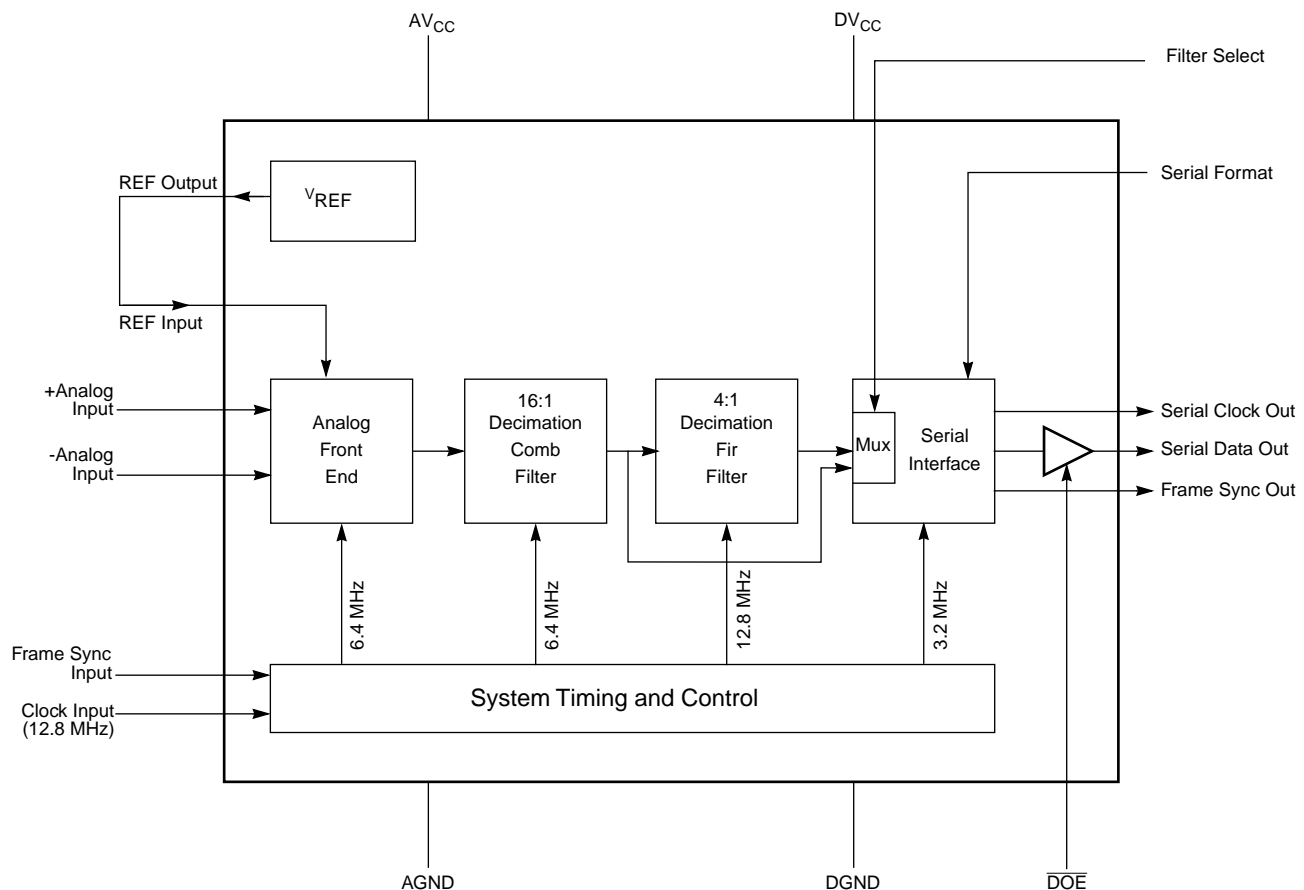 AVCC
DVCC
Filter Select
REF Output
VREF
Serial Format
REF Input
+Analog
Input
-Analog
Input
Analog
Front
End
16:1
Decimation
Comb
Filter
4:1
Decimation
Fir
Filter
Mux
Serial
Interface
Serial Clock Out
Serial Data Out
Frame Sync Out
6.4 MHz
6.4 MHz
12.8 MHz
3.2 MHz
Frame Sync
Input
Clock Input
(12.8 MHz)
System Timing and Control
AGND
DGND
DOE